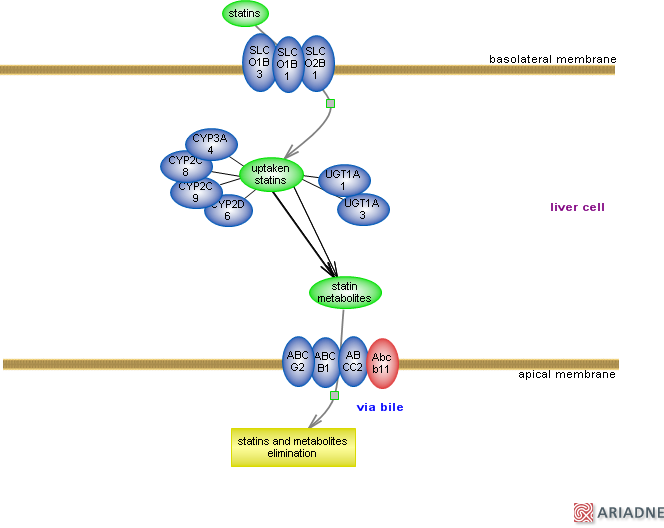 statins
SLC
O1B
3
SLC
O1B
1
SLC
O2B
1
basolateral membrane
CYP3A
4
CYP2C
8
CYP2C
9
CYP2D
6
uptaken
statins
UGT1A
1
UGT1A
3
liver cell
statin
metabolites
ABC
G2
ABC
B1
AB
CC2
Abc
b11
apical membrane
via bile
statins and metabolites
elimination
ARIADNE